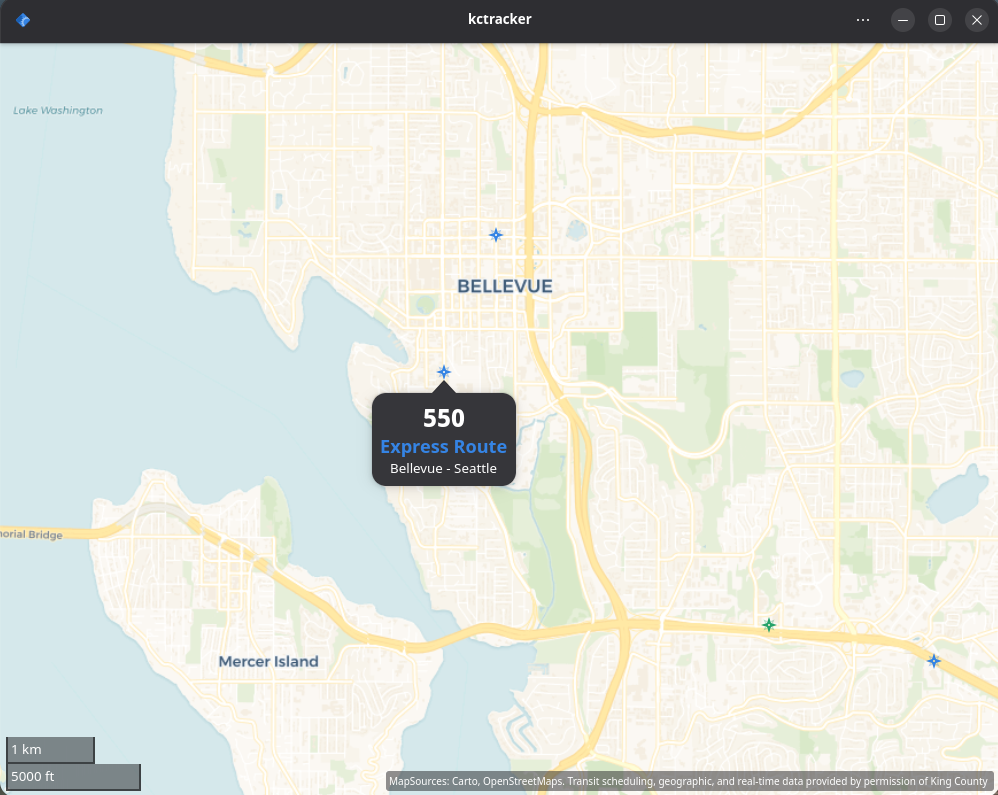 kctracker
Lake Washington
BELLEVUE
550
Express Route
Bellevue - Seattle
morial Bridge
Mercer Island
1 km
5000 ft
MapSources: Carto, OpenStreetMaps. Transit scheduling, geographic, and real-time data provided by permission of King County